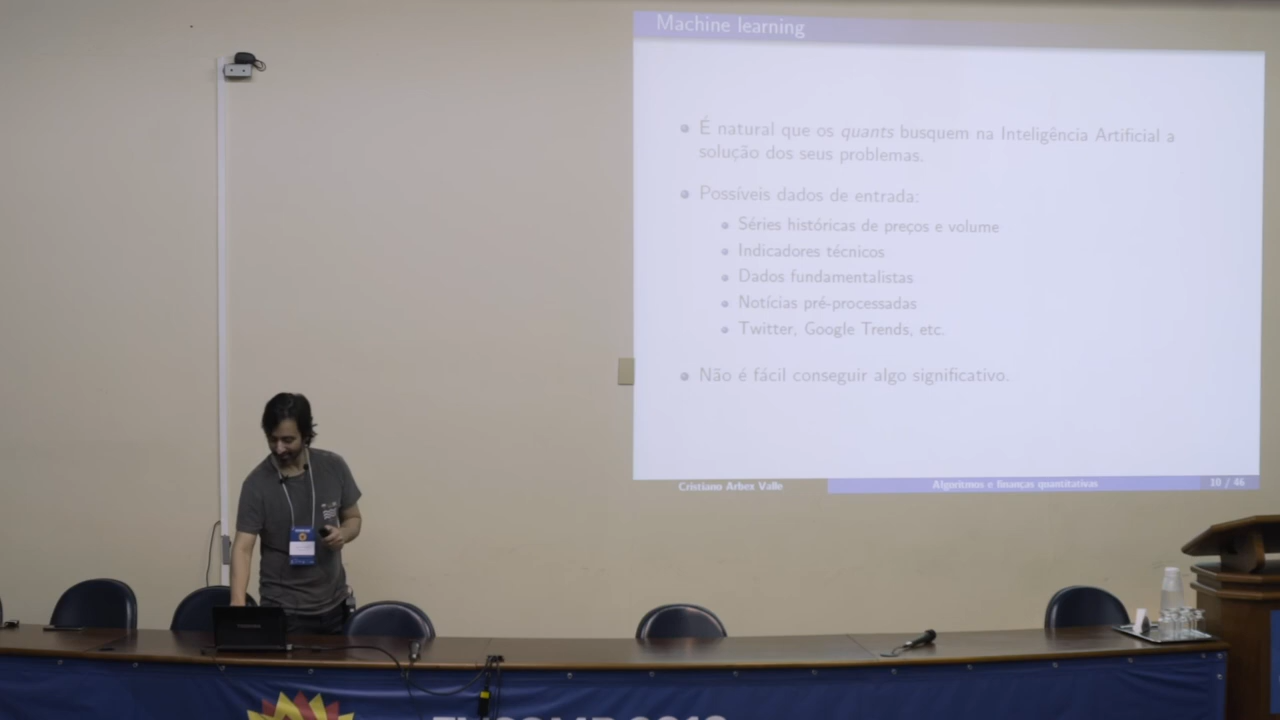 Machine learning
É natural que os quants busquem na Inteligência Artificial a
solução dos seus problemas.
Possíveis dados de entrada:
Séries históricas de preços e volume
Indicadores técnicos
Dados fundamentalistas
Notícias pré-processadas
Twitter, Google Trends, etc.
Não é fácil conseguir algo significativo.
Cristiano Arbex Valle
Algoritmos e finanças quantitativas
10 / 46
TOSHIBA